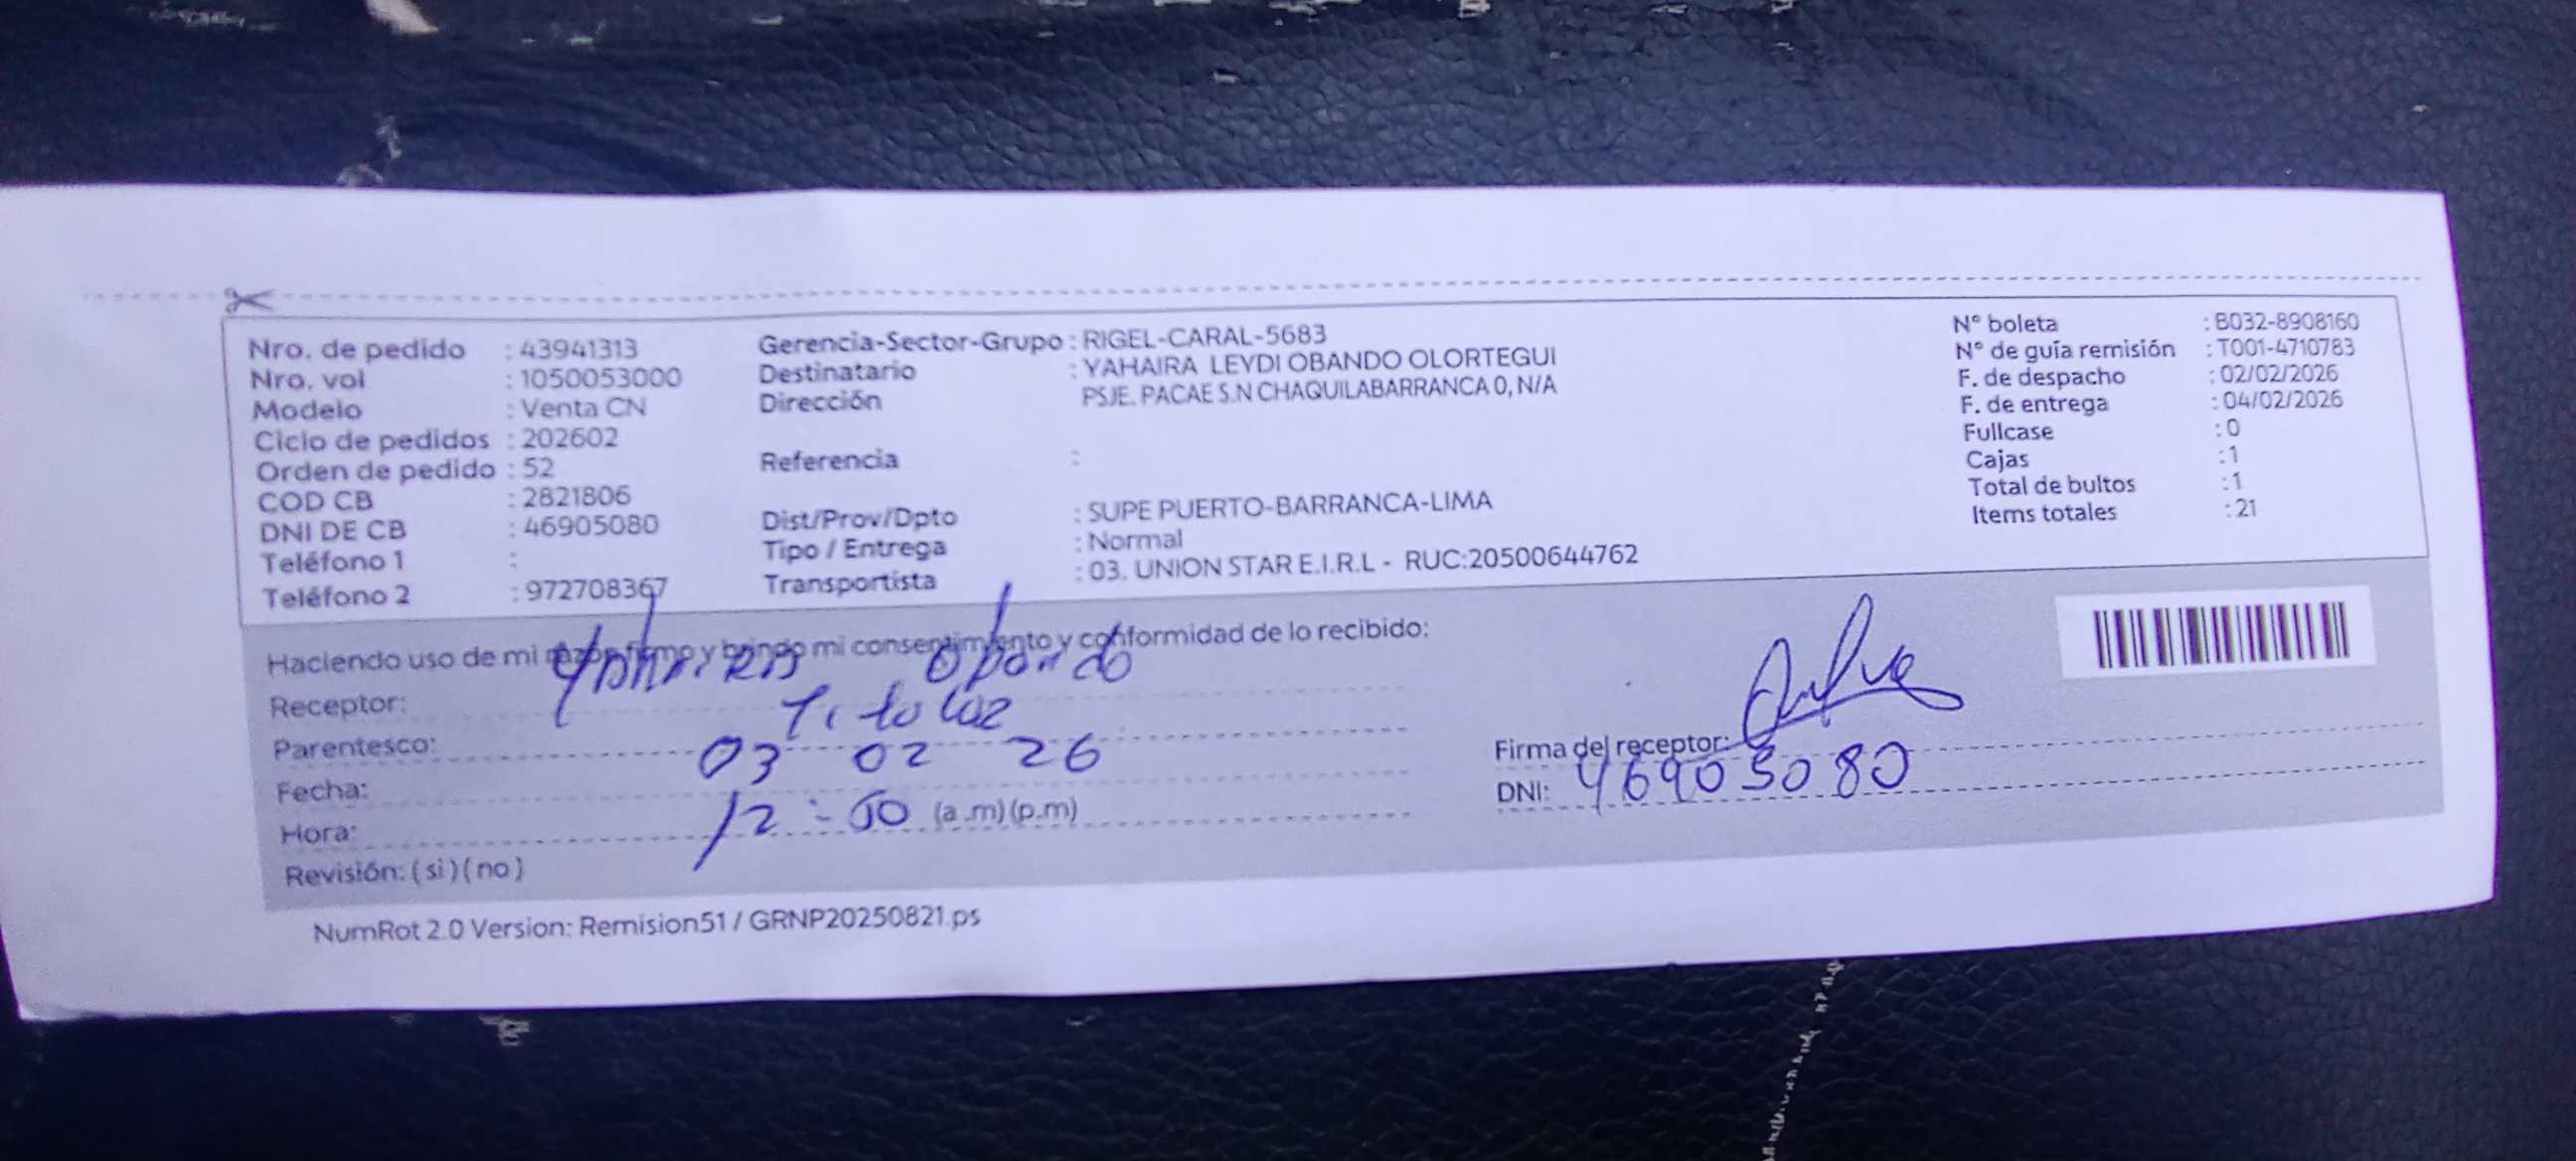 Nro. de pedido : 43941313
Nro. vol : 1050053000
Modelo : Venta CN
Ciclo de pedidos : 202602
Orden de pedido : 52
COD CB : 2821806
DNI DE CB : 46905080
Teléfono 1 :
Teléfono 2 : 972708367
Gerencia-Sector-Grupo : RIGEL-CARAL-5683
Destinatario : YAHAIRA LEYDI OBANDO OLORTEGUI
Dirección PSJE. PACAE S.N CHAQUILABARRANCA 0, N/A
Referencia :
Dist/Prov/Dpto : SUPE PUERTO-BARRANCA-LIMA
Tipo / Entrega : Normal
Transportista : 03. UNION STAR E.I.R.L - RUC:20500644762
N° boleta : B032-8908160
N° de guía remisión : T001-4710783
F. de despacho : 02/02/2026
F. de entrega : 04/02/2026
Fullcase : 0
Cajas : 1
Total de bultos : 1
Items totales : 21
Haciendo uso de mi razón firmo y brindo mi consentimiento y conformidad de lo recibido:
Receptor: Yahaira Obando
Parentesco:
Fecha: 03 02 26
Hora: 12 : 50 (a .m) (p.m)
Revisión: ( si ) ( no )
Firma del receptor:
DNI: 46905080
NumRot 2.0 Version: Remision51 / GRNP20250821.ps